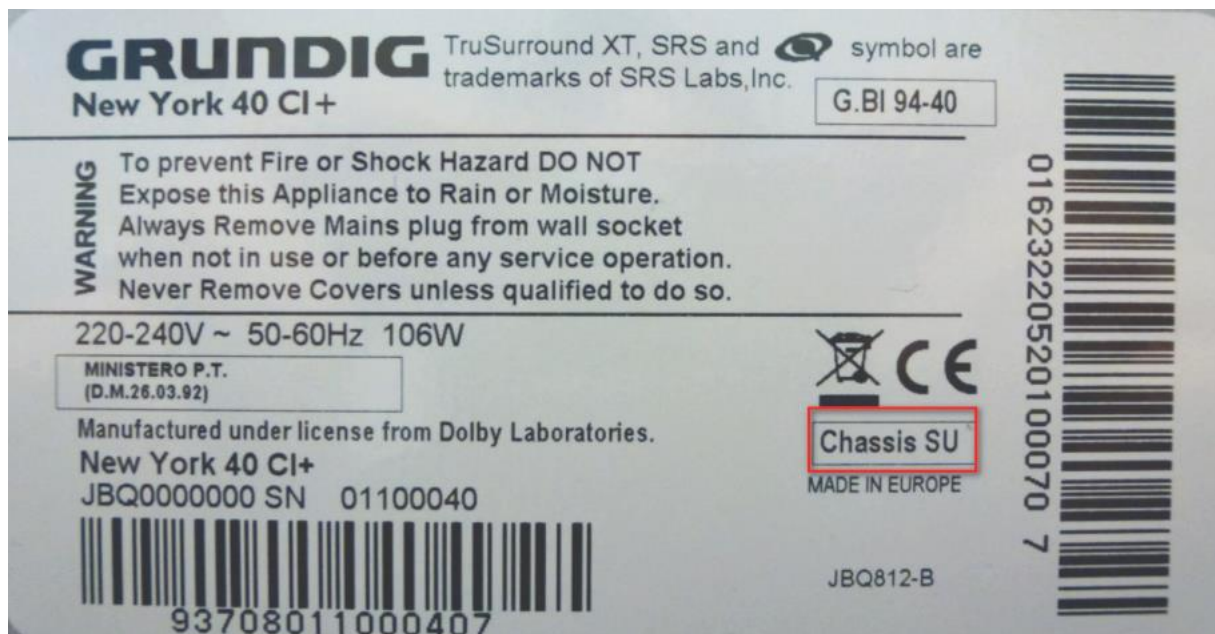 GRUNDIG
New York 40 CI+
TruSurround XT, SRS and symbol are
trademarks of SRS Labs,Inc.
G.BI 94-40
WARNING
To prevent Fire or Shock Hazard DO NOT
Expose this Appliance to Rain or Moisture.
Always Remove Mains plug from wall socket
when not in use or before any service operation.
Never Remove Covers unless qualified to do so.
220-240V ~ 50-60Hz 106W
MINISTERO P.T.
(D.M.26.03.92)
Manufactured under license from Dolby Laboratories.
New York 40 CI+
JBQ0000000 SN 01100040
93708011000407
CE
Chassis SU
MADE IN EUROPE
JBQ812-B
01623220520100070 7